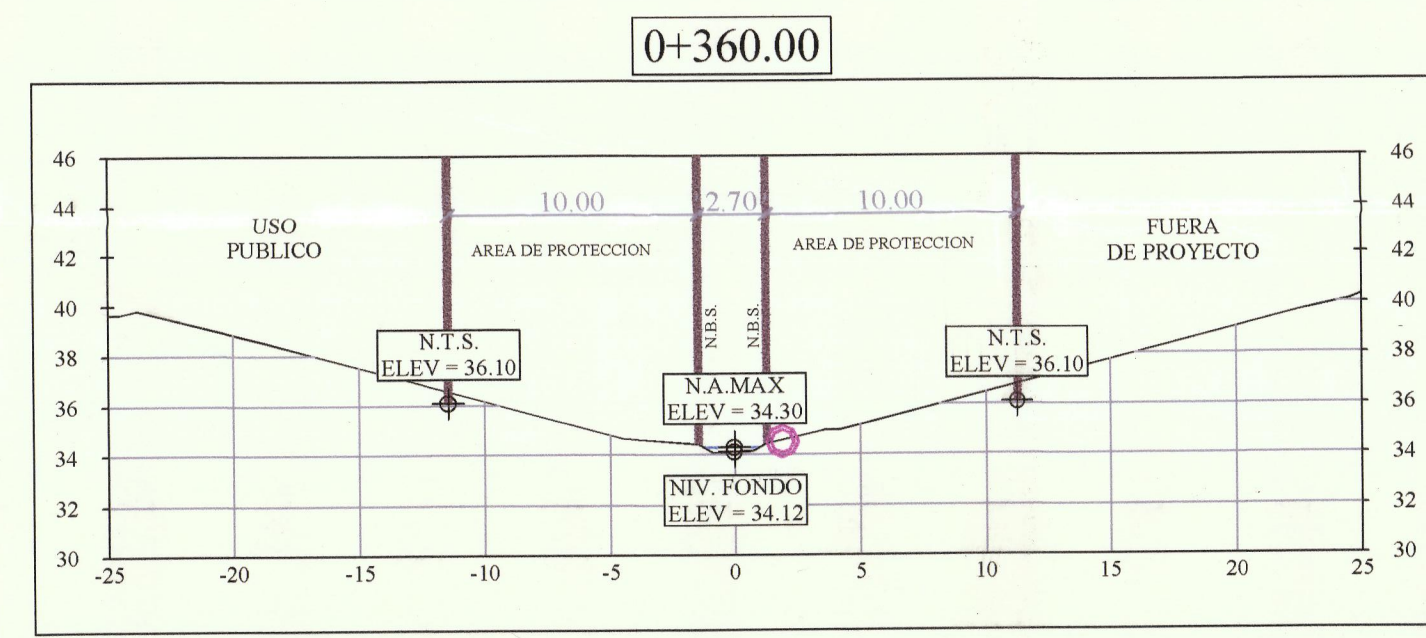 0+360.00
46
46
10.00
2.70
10.00
44
44
USO
PUBLICO
AREA DE PROTECCION
AREA DE PROTECCION
FUERA
DE PROYECTO
42
42
40
40
N.B.S.
N.B.S.
N.T.S.
ELEV = 36.10
N.T.S.
ELEV = 36.10
38
38
N.A.MAX
ELEV = 34.30
36
36
34
34
NIV. FONDO
ELEV = 34.12
32
32
30
30
-25
-20
-15
-10
-5
0
5
10
15
20
25